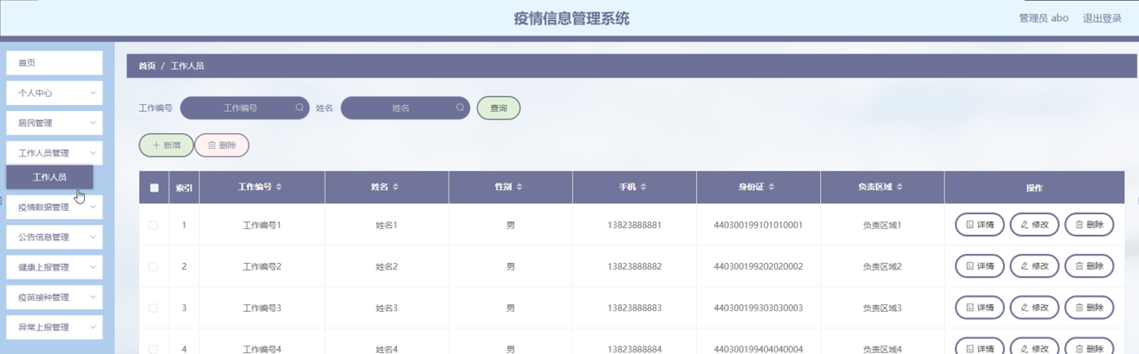 疫情信息管理系统
管理员 abo 退出登录
首页
个人中心
居民管理
工作人员管理
工作人员
疫情数据管理
公告信息管理
健康上报管理
疫苗接种管理
异常上报管理
首页 / 工作人员
工作编号 工作编号 姓名 姓名 查询
+ 新增 删除
索引 工作编号 姓名 性别 手机 身份证 负责区域 操作
1 工作编号1 姓名1 男 13823888881 440300199101010001 负责区域1 详情 修改 删除
2 工作编号2 姓名2 男 13823888882 440300199202020002 负责区域2 详情 修改 删除
3 工作编号3 姓名3 男 13823888883 440300199303030003 负责区域3 详情 修改 删除
4 工作编号4 姓名4 男 13823888884 440300199404040004 负责区域4 详情 修改 删除